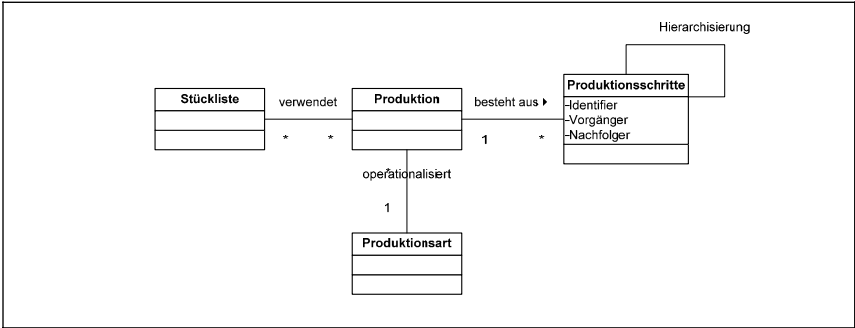 Hierarchisierung
Stückliste
verwendet
* *
Produktion
besteht aus
1 *
Produktionsschritte
-Identifier
-Vorgänger
-Nachfolger
*
operationalisiert
1
Produktionsart